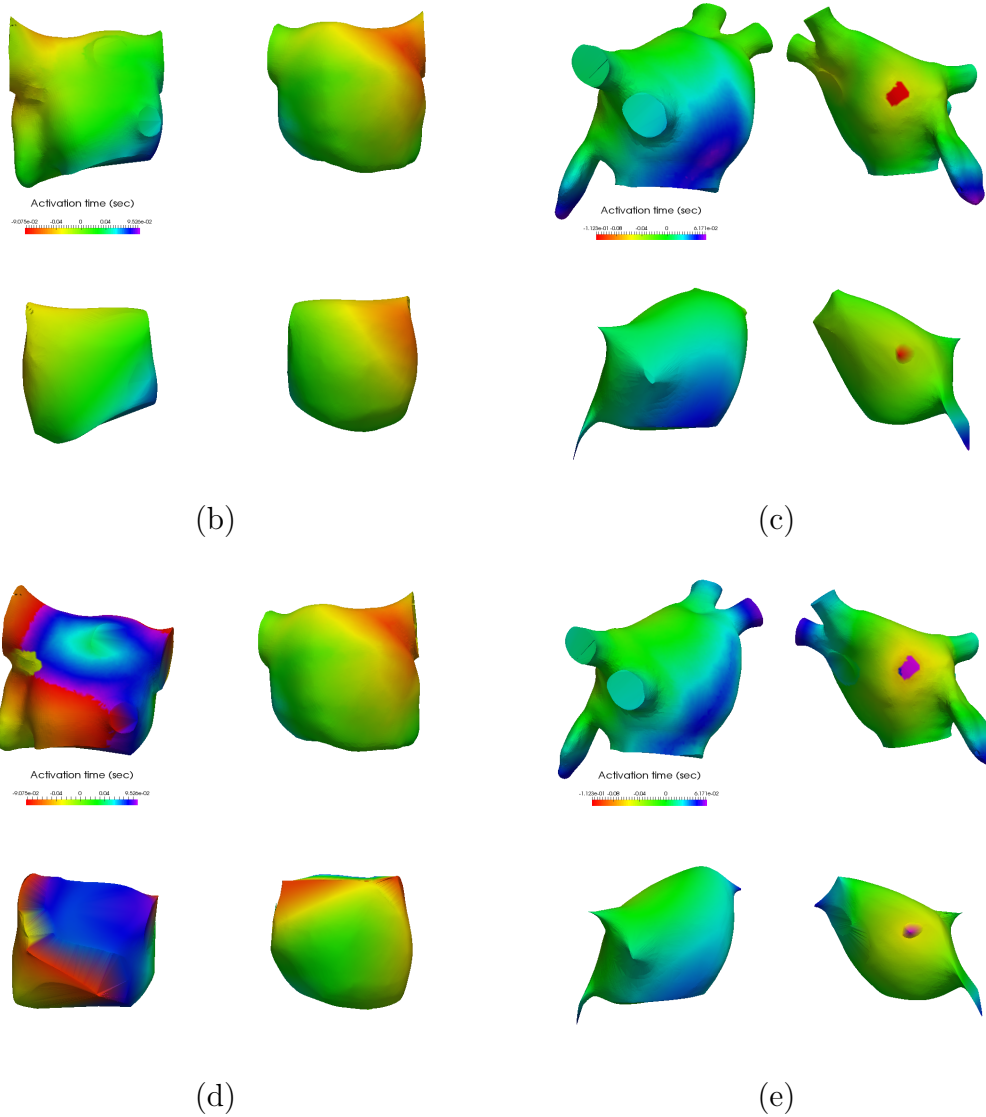 Activation time (sec)
-9.075e-02 -0.04 0 0.04 9.526e-02
Activation time (sec)
-1.123e-01 -0.08 -0.04 0 6.171e-02
(b)
(c)
Activation time (sec)
-9.075e-02 -0.04 0 0.04 9.526e-02
Activation time (sec)
-1.123e-01 -0.08 -0.04 0 6.171e-02
(d)
(e)